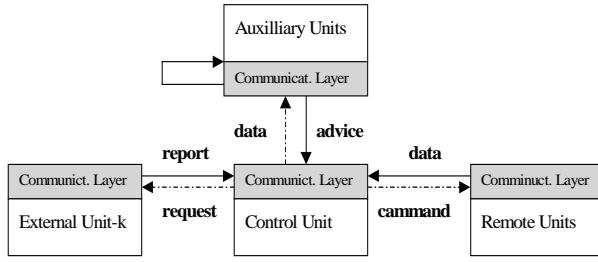 Auxilliary Units
Communicat. Layer
data
advice
report
data
Communict. Layer
Communict. Layer
Comminuct. Layer
request
cammand
External Unit-k
Control Unit
Remote Units